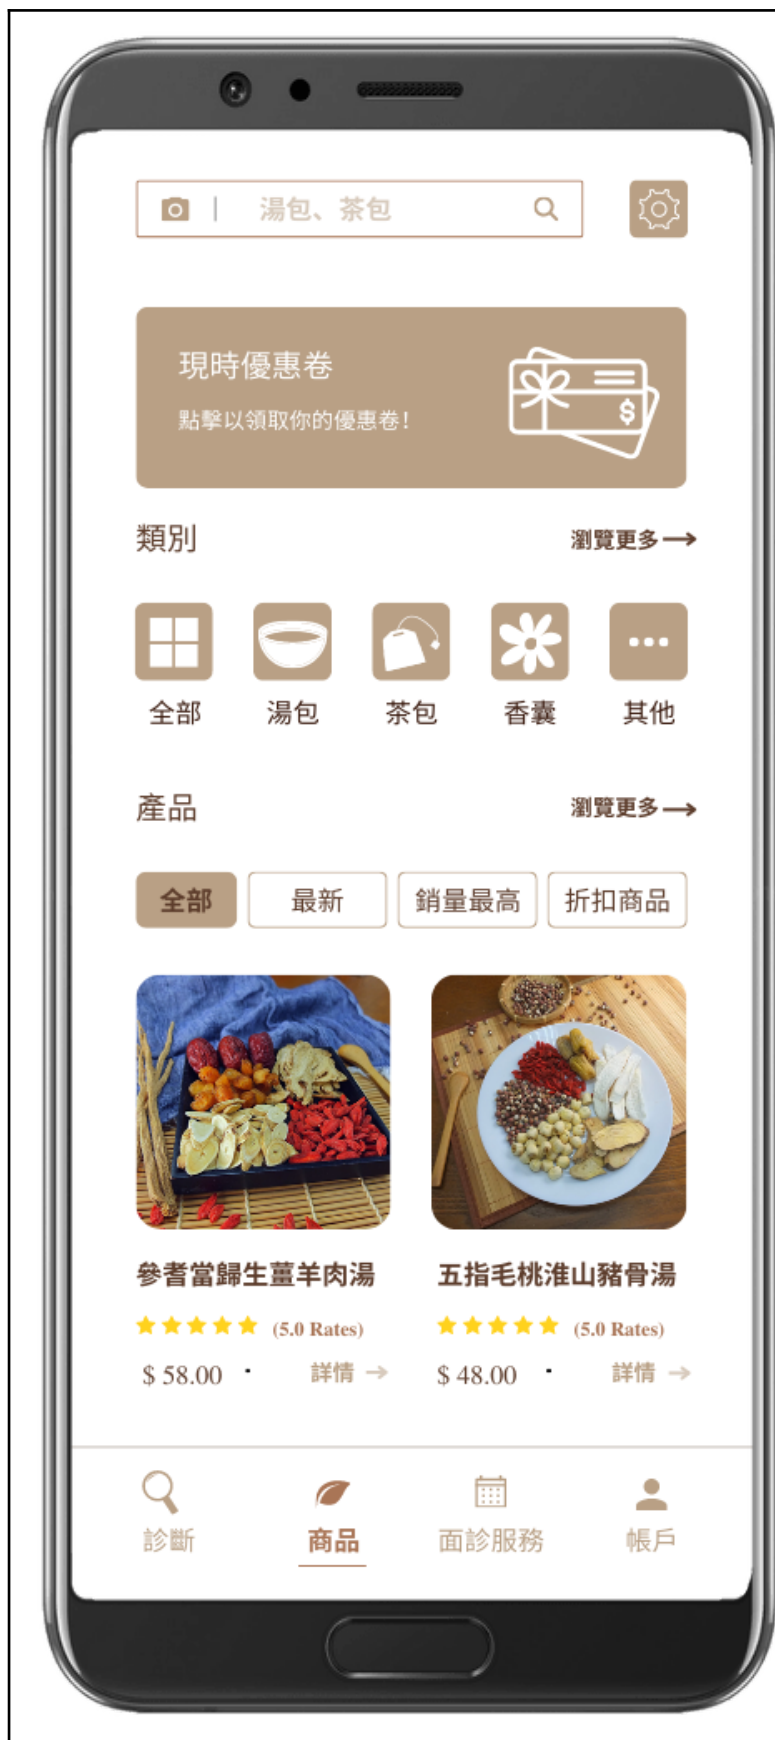 湯包、茶包
現時優惠卷
點擊以領取你的優惠卷!
類別 瀏覽更多
全部 湯包 茶包 香囊 其他
產品 瀏覽更多
全部 最新 銷量最高 折扣商品
參耆當歸生薑羊肉湯 五指毛桃淮山豬骨湯
(5.0 Rates) (5.0 Rates)
$ 58.00 · 詳情 $ 48.00 · 詳情
診斷 商品 面診服務 帳戶